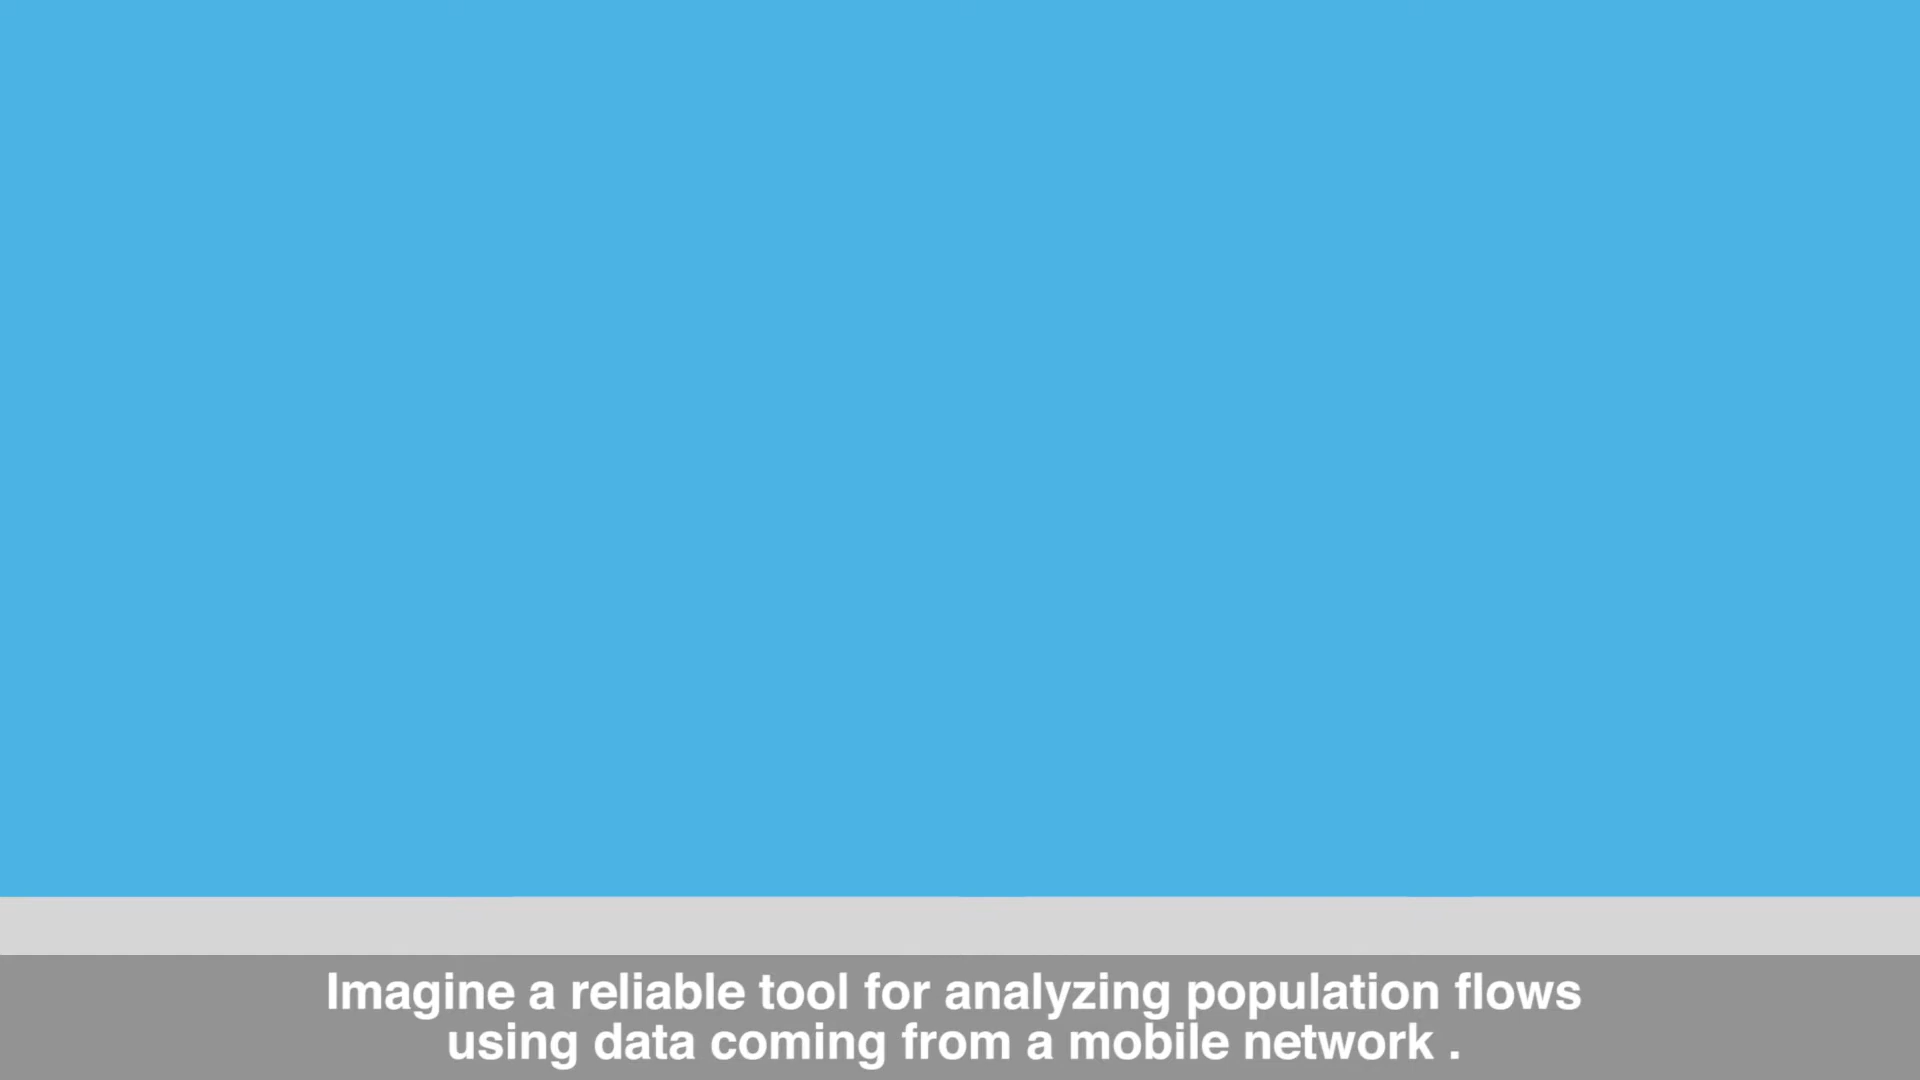 Imagine a reliable tool for analyzing population flows
using data coming from a mobile network .